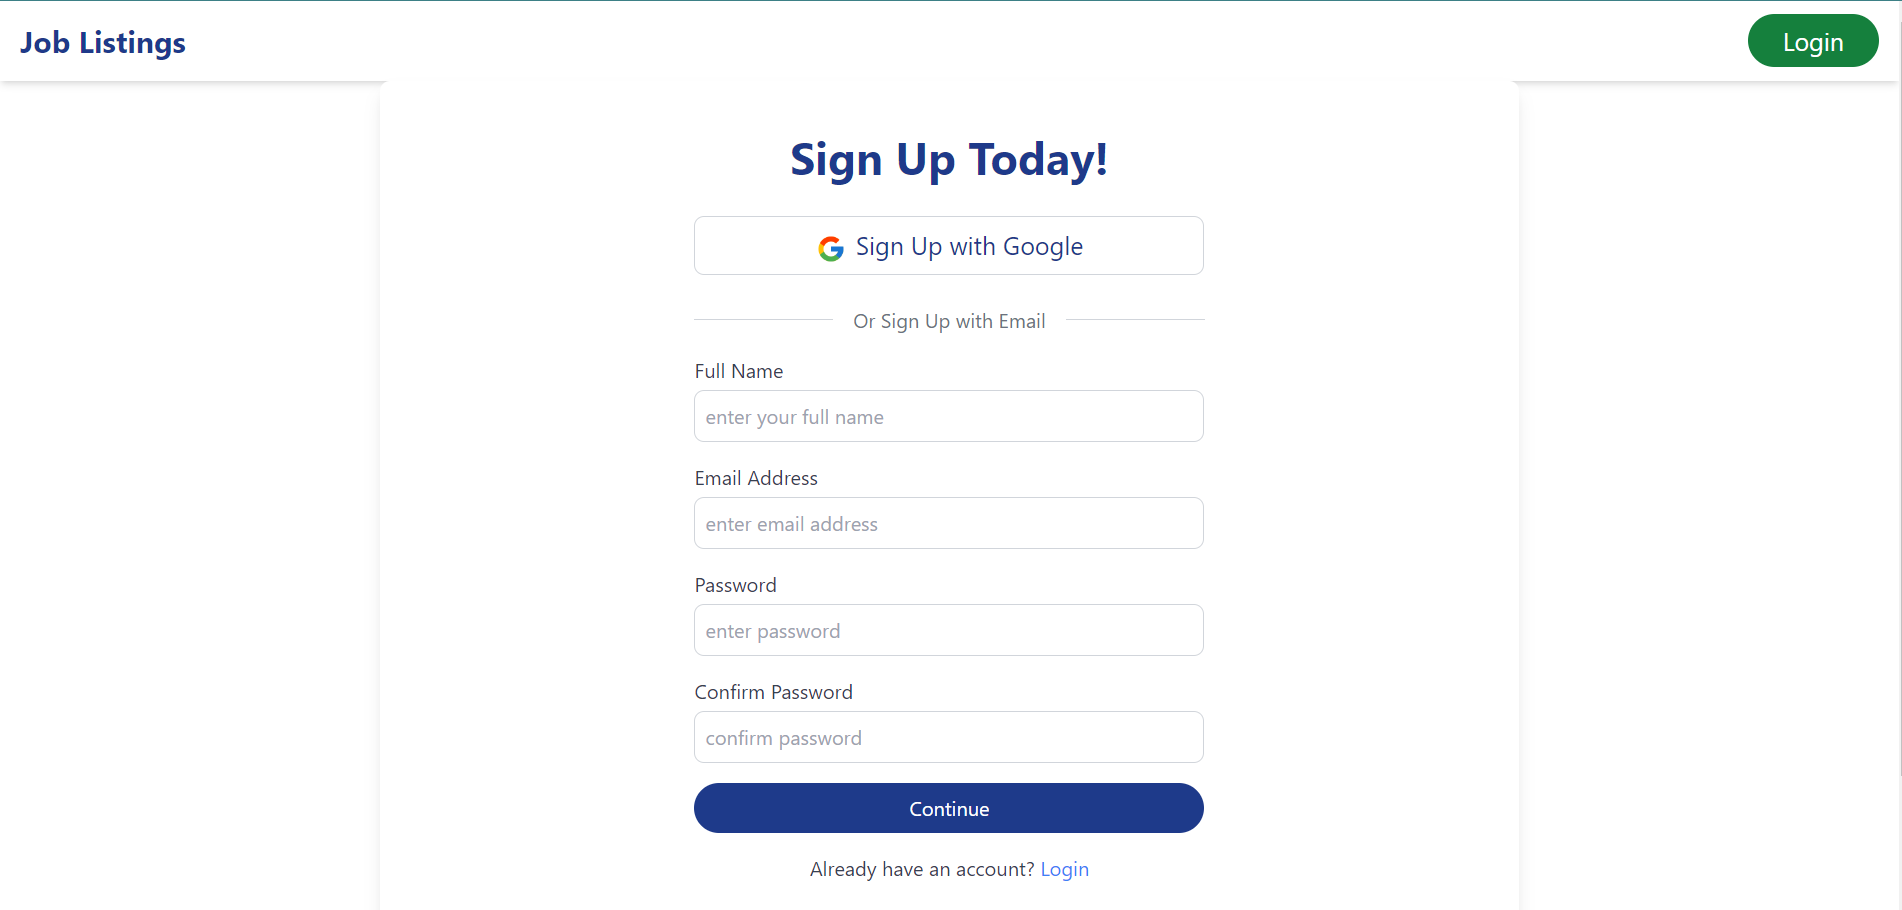 Job Listings
Login
Sign Up Today!
Sign Up with Google
Or Sign Up with Email
Full Name
enter your full name
Email Address
enter email address
Password
enter password
Confirm Password
confirm password
Continue
Already have an account? Login